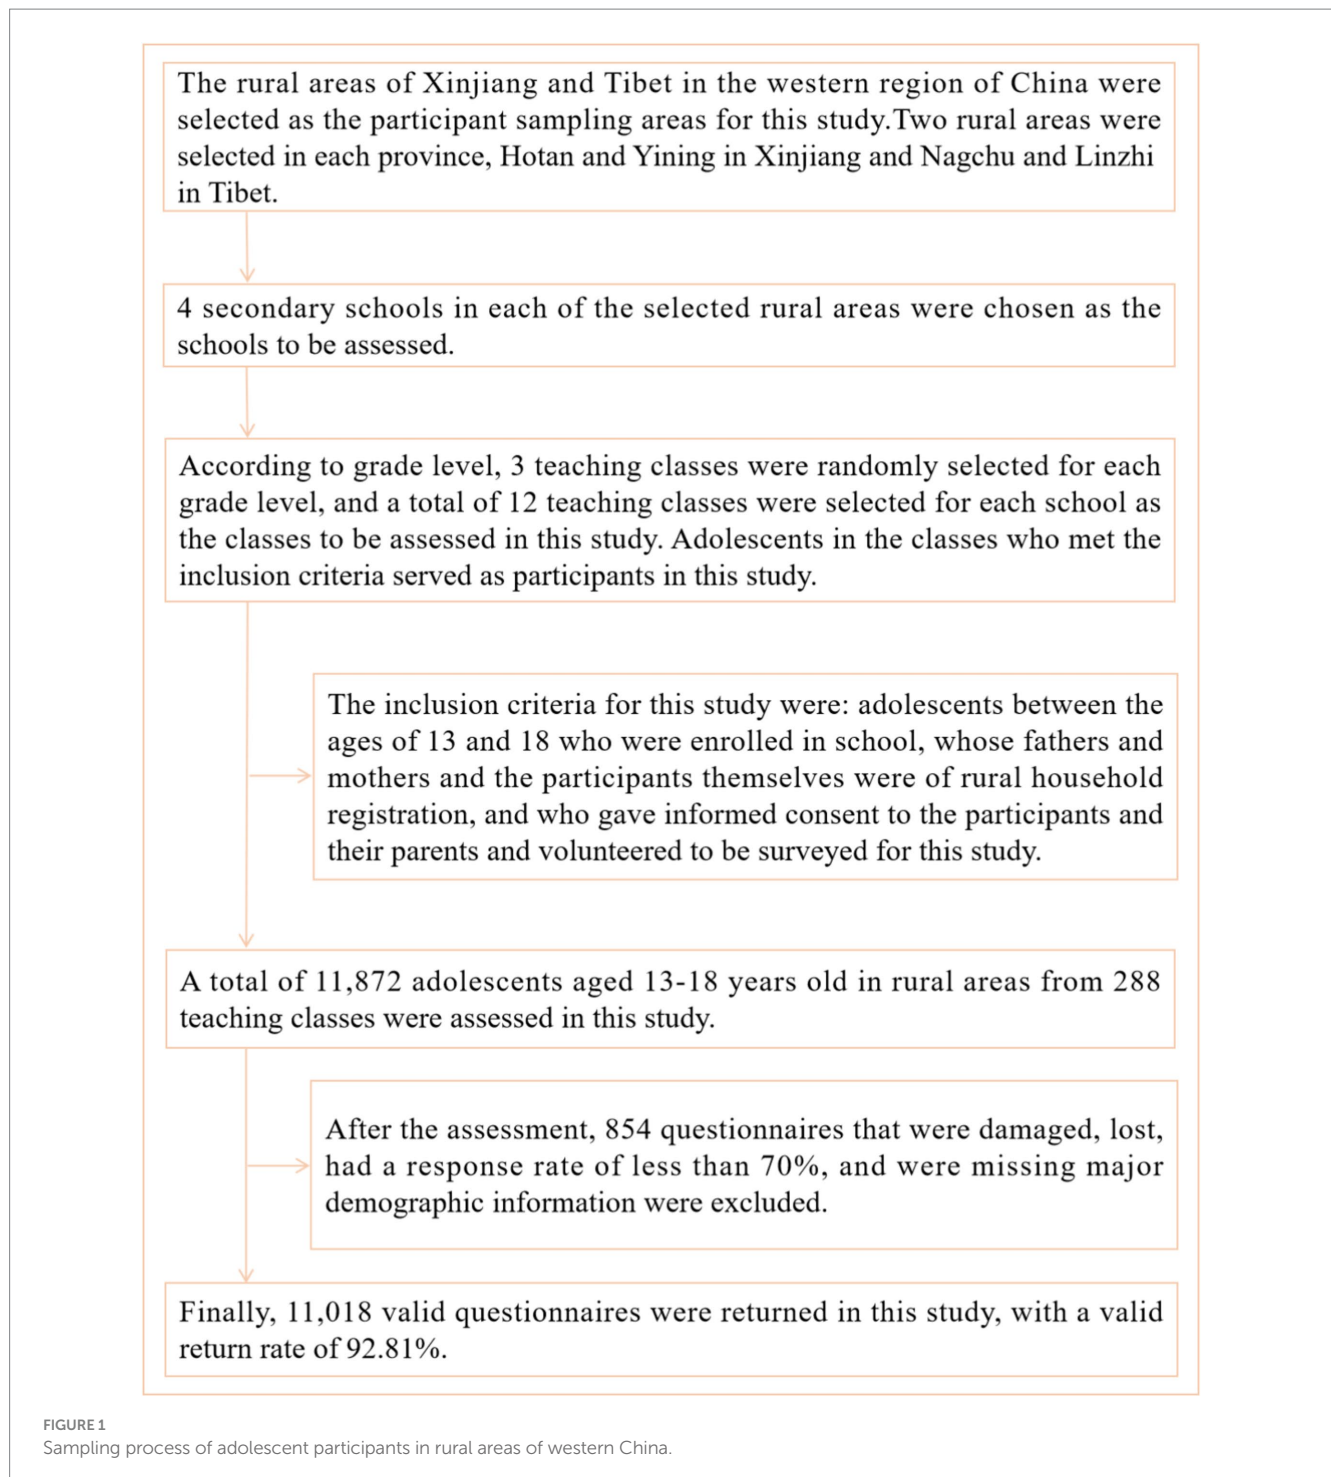 The rural areas of Xinjiang and Tibet in the western region of China were
selected as the participant sampling areas for this study.Two rural areas were
selected in each province, Hotan and Yining in Xinjiang and Nagchu and Linzhi
in Tibet.
4 secondary schools in each of the selected rural areas were chosen as the
schools to be assessed.
According to grade level, 3 teaching classes were randomly selected for each
grade level, and a total of 12 teaching classes were selected for each school as
the classes to be assessed in this study. Adolescents in the classes who met the
inclusion criteria served as participants in this study.
The inclusion criteria for this study were: adolescents between the
ages of 13 and 18 who were enrolled in school, whose fathers and
mothers and the participants themselves were of rural household
registration, and who gave informed consent to the participants and
their parents and volunteered to be surveyed for this study.
A total of 11,872 adolescents aged 13-18 years old in rural areas from 288
teaching classes were assessed in this study.
After the assessment, 854 questionnaires that were damaged, lost,
had a response rate of less than 70%, and were missing major
demographic information were excluded.
Finally, 11,018 valid questionnaires were returned in this study, with a valid
return rate of 92.81%.
FIGURE 1
Sampling process of adolescent participants in rural areas of western China.